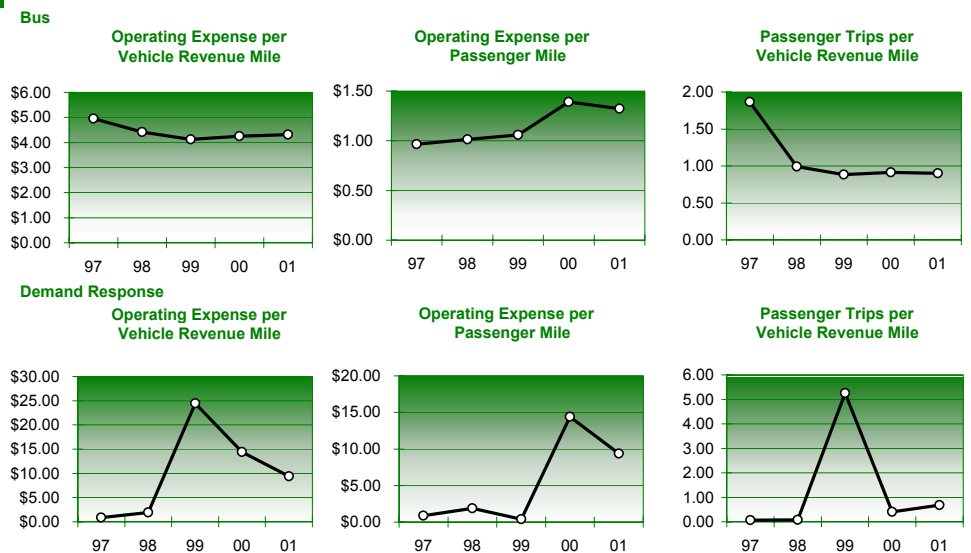 Bus
Operating Expense per
Vehicle Revenue Mile
$6.00
$5.00
$4.00
$3.00
$2.00
$1.00
$0.00
97 98 99 00 01
Operating Expense per
Passenger Mile
$1.50
$1.00
$0.50
$0.00
97 98 99 00 01
Passenger Trips per
Vehicle Revenue Mile
2.00
1.50
1.00
0.50
0.00
97 98 99 00 01
Demand Response
Operating Expense per
Vehicle Revenue Mile
$30.00
$25.00
$20.00
$15.00
$10.00
$5.00
$0.00
97 98 99 00 01
Operating Expense per
Passenger Mile
$20.00
$15.00
$10.00
$5.00
$0.00
97 98 99 00 01
Passenger Trips per
Vehicle Revenue Mile
6.00
5.00
4.00
3.00
2.00
1.00
0.00
97 98 99 00 01